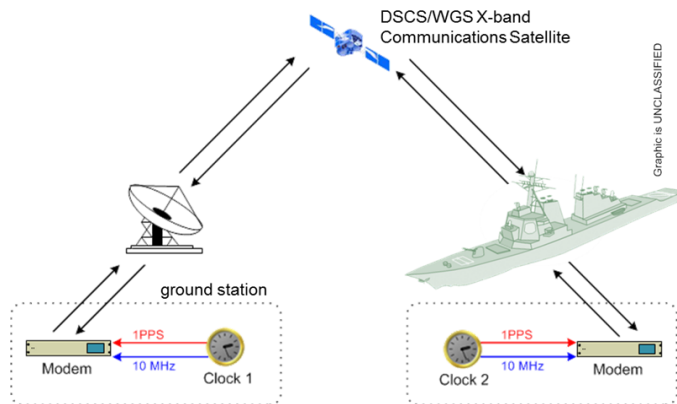 DSCS/WGS X-band
Communications Satellite
Graphic is UNCLASSIFIED
ground station
1PPS
10 MHz
Modem
Clock 1
1PPS
10 MHz
Clock 2
Modem